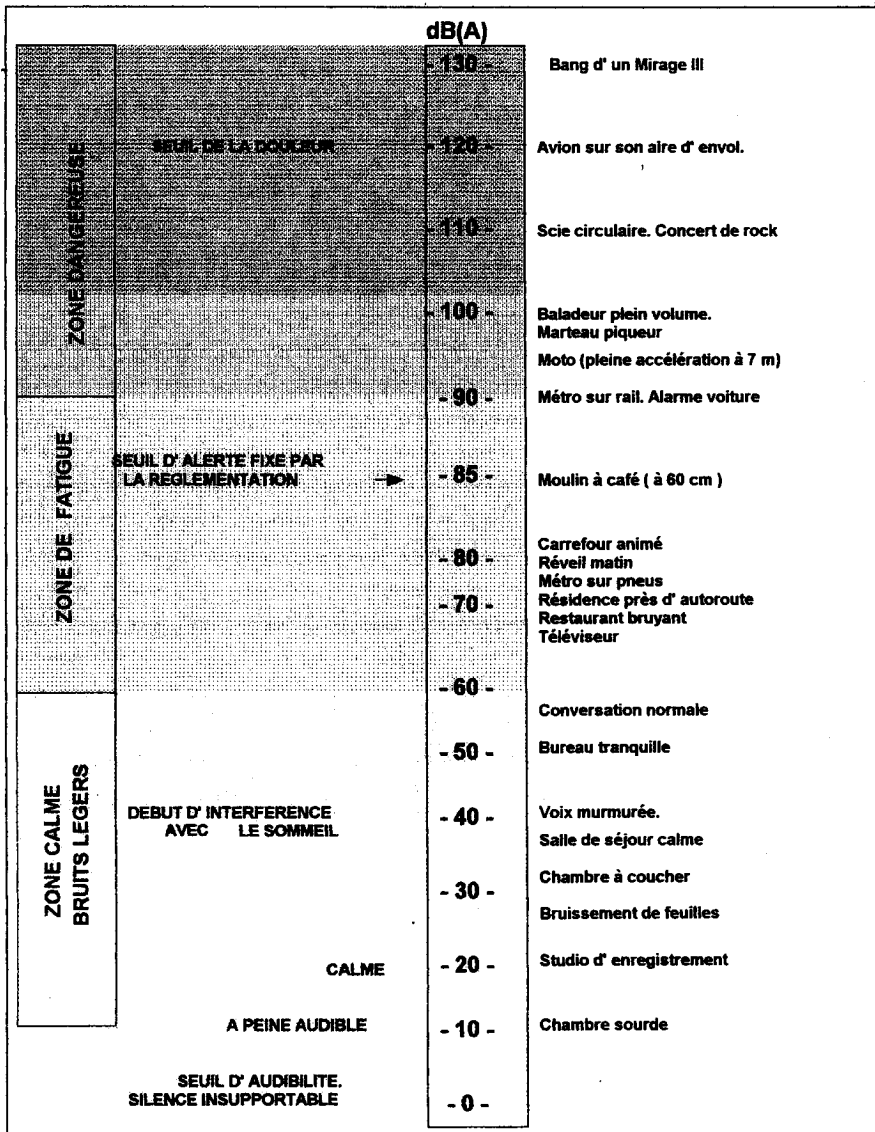 dB(A)
- 130 -
Bang d' un Mirage III
SEUIL DE LA DOULEUR
- 120 -
Avion sur son aire d' envol.
- 110 -
Scie circulaire. Concert de rock
ZONE DANGEREUSE
- 100 -
Baladeur plein volume.
Marteau piqueur
Moto (pleine accélération à 7 m)
- 90 -
Métro sur rail. Alarme voiture
ZONE DE FATIGUE
SEUIL D' ALERTE FIXE PAR
LA REGLEMENTATION
- 85 -
Moulin à café ( à 60 cm )
Carrefour animé
- 80 -
Réveil matin
Métro sur pneus
- 70 -
Résidence près d' autoroute
Restaurant bruyant
Téléviseur
- 60 -
Conversation normale
- 50 -
Bureau tranquille
ZONE CALME
BRUITS LEGERS
DEBUT D' INTERFERENCE
AVEC LE SOMMEIL
- 40 -
Voix murmurée.
Salle de séjour calme
Chambre à coucher
- 30 -
Bruissement de feuilles
CALME
- 20 -
Studio d' enregistrement
A PEINE AUDIBLE
- 10 -
Chambre sourde
SEUIL D' AUDIBILITE.
SILENCE INSUPPORTABLE
- 0 -